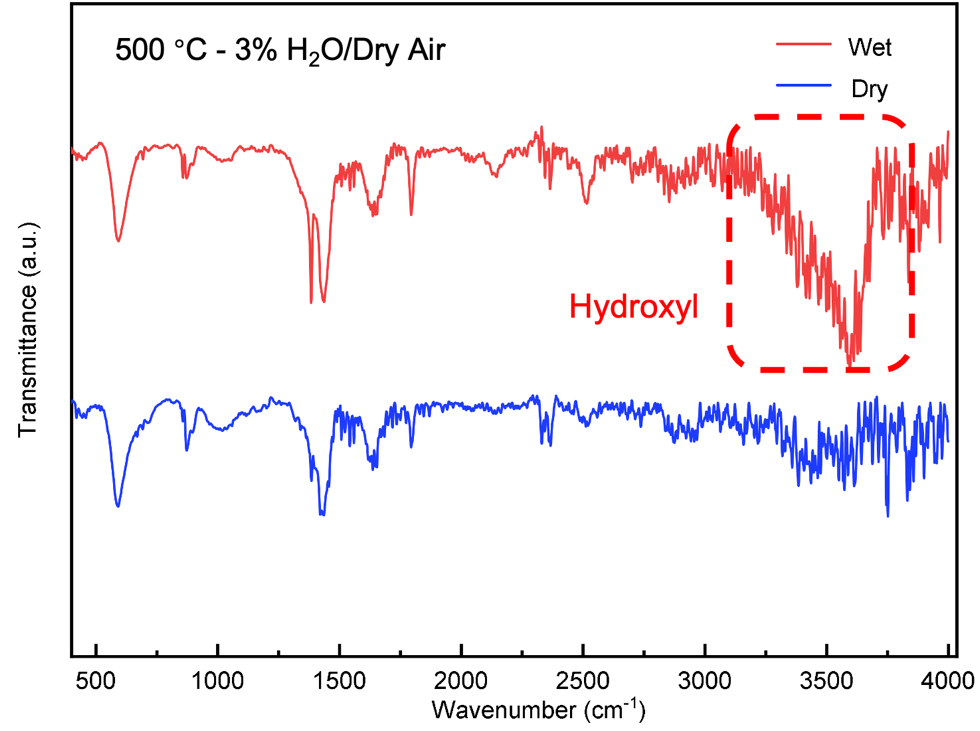 500 °C - 3% H₂O/Dry Air
Wet
Dry
Hydroxyl
Transmittance (a.u.)
500 1000 1500 2000 2500 3000 3500 4000
Wavenumber (cm⁻¹)